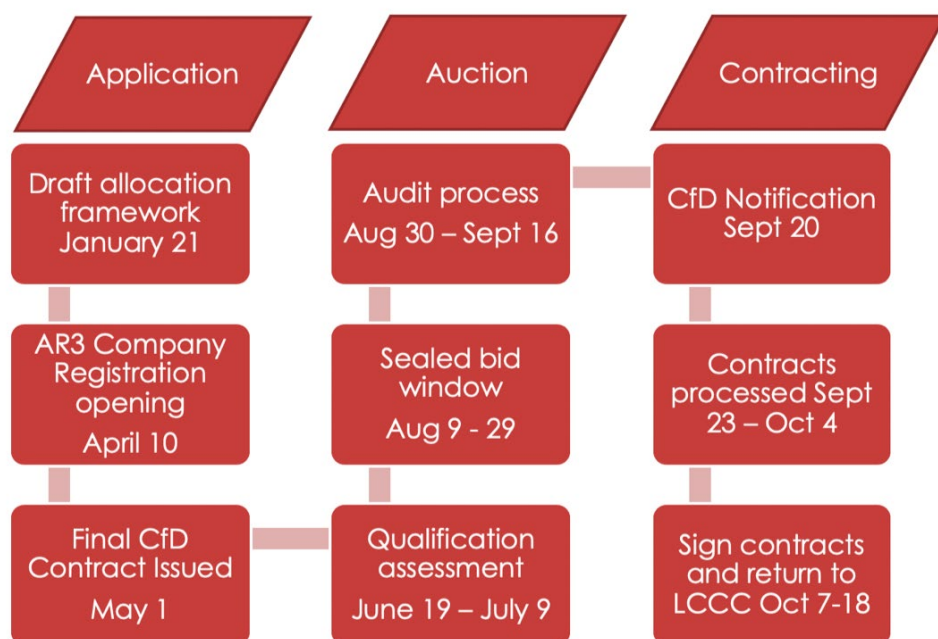 Application
Auction
Contracting
Draft allocation
framework
January 21
AR3 Company
Registration
opening
April 10
Final CfD
Contract Issued
May 1
Audit process
Aug 30 – Sept 16
Sealed bid
window
Aug 9 - 29
Qualification
assessment
June 19 – July 9
CfD Notification
Sept 20
Contracts
processed Sept
23 – Oct 4
Sign contracts
and return to
LCCC Oct 7-18